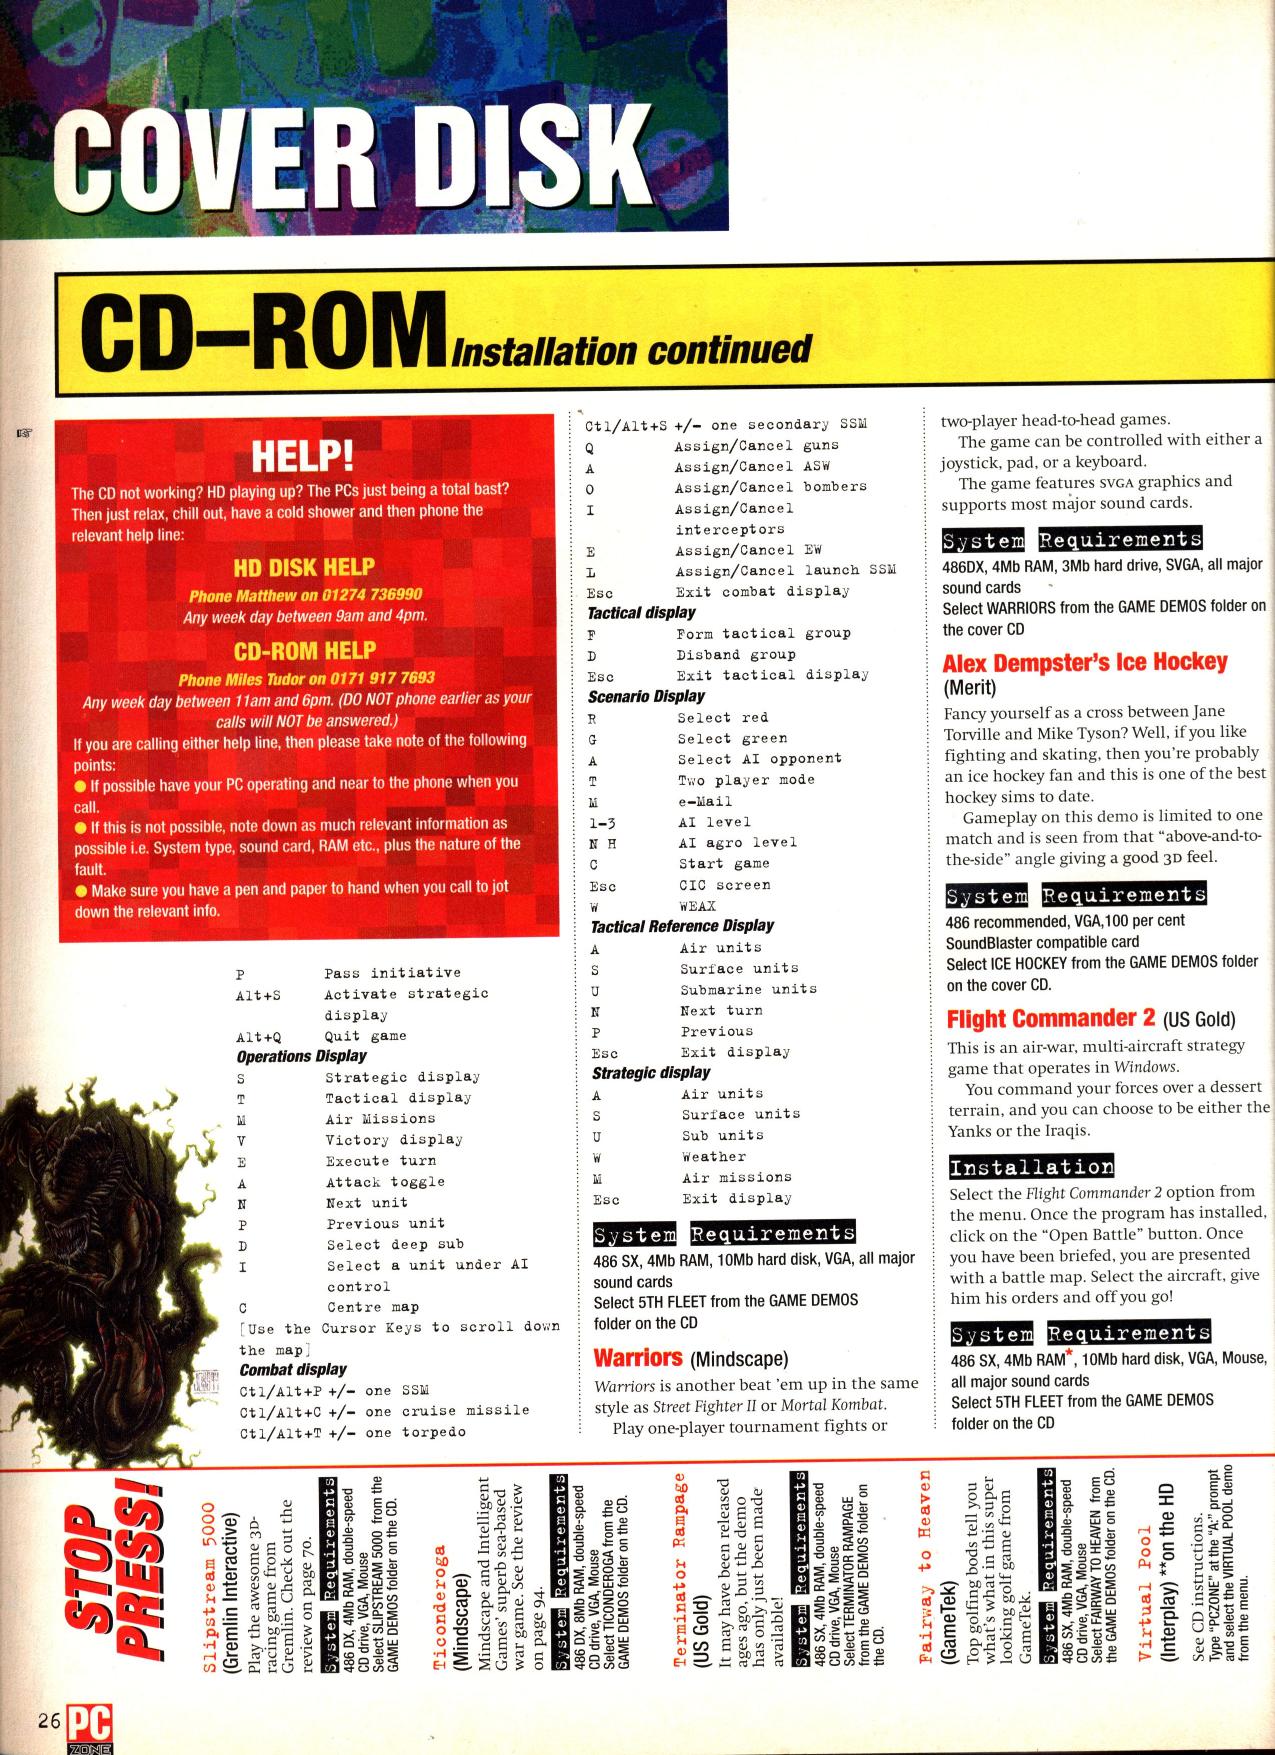 COVER DISK
CD–ROM Installation continued
HELP!
The CD not working? HD playing up? The PCs just being a total bast?
Then just relax, chill out, have a cold shower and then phone the
relevant help line:
HD DISK HELP
Phone Matthew on 01274 736990
Any week day between 9am and 4pm.
CD-ROM HELP
Phone Miles Tudor on 0171 917 7693
Any week day between 11am and 6pm. (DO NOT phone earlier as your
calls will NOT be answered.)
If you are calling either help line, then please take note of the following
points:
● If possible have your PC operating and near to the phone when you
call.
● If this is not possible, note down as much relevant information as
possible i.e. System type, sound card, RAM etc., plus the nature of the
fault.
● Make sure you have a pen and paper to hand when you call to jot
down the relevant info.
P Pass initiative
Alt+S Activate strategic
display
Alt+Q Quit game
Operations Display
S Strategic display
T Tactical display
M Air Missions
V Victory display
E Execute turn
A Attack toggle
N Next unit
P Previous unit
D Select deep sub
I Select a unit under AI
control
C Centre map
[Use the Cursor Keys to scroll down
the map]
Combat display
Ctl/Alt+P +/- one SSM
Ctl/Alt+C +/- one cruise missile
Ctl/Alt+T +/- one torpedo
Ctl/Alt+S +/- one secondary SSM
Q Assign/Cancel guns
A Assign/Cancel ASW
O Assign/Cancel bombers
I Assign/Cancel
interceptors
E Assign/Cancel EW
L Assign/Cancel launch SSM
Esc Exit combat display
Tactical display
F Form tactical group
D Disband group
Esc Exit tactical display
Scenario Display
R Select red
G Select green
A Select AI opponent
T Two player mode
M e-Mail
1-3 AI level
N H AI agro level
C Start game
Esc CIC screen
W WEAX
Tactical Reference Display
A Air units
S Surface units
U Submarine units
N Next turn
P Previous
Esc Exit display
Strategic display
A Air units
S Surface units
U Sub units
W Weather
M Air missions
Esc Exit display
System Requirements
486 SX, 4Mb RAM, 10Mb hard disk, VGA, all major
sound cards
Select 5TH FLEET from the GAME DEMOS
folder on the CD
Warriors (Mindscape)
Warriors is another beat 'em up in the same
style as Street Fighter II or Mortal Kombat.
Play one-player tournament fights or
two-player head-to-head games.
The game can be controlled with either a
joystick, pad, or a keyboard.
The game features SVGA graphics and
supports most major sound cards.
System Requirements
486DX, 4Mb RAM, 3Mb hard drive, SVGA, all major
sound cards
Select WARRIORS from the GAME DEMOS folder on
the cover CD
Alex Dempster's Ice Hockey
(Merit)
Fancy yourself as a cross between Jane
Torville and Mike Tyson? Well, if you like
fighting and skating, then you're probably
an ice hockey fan and this is one of the best
hockey sims to date.
Gameplay on this demo is limited to one
match and is seen from that "above-and-to-
the-side" angle giving a good 3D feel.
System Requirements
486 recommended, VGA,100 per cent
SoundBlaster compatible card
Select ICE HOCKEY from the GAME DEMOS folder
on the cover CD.
Flight Commander 2 (US Gold)
This is an air-war, multi-aircraft strategy
game that operates in Windows.
You command your forces over a dessert
terrain, and you can choose to be either the
Yanks or the Iraqis.
Installation
Select the Flight Commander 2 option from
the menu. Once the program has installed,
click on the "Open Battle" button. Once
you have been briefed, you are presented
with a battle map. Select the aircraft, give
him his orders and off you go!
System Requirements
486 SX, 4Mb RAM*, 10Mb hard disk, VGA, Mouse,
all major sound cards
Select 5TH FLEET from the GAME DEMOS
folder on the CD
STOP
PRESS!
Slipstream 5000
(Gremlin Interactive)
Play the awesome 3D-
racing game from
Gremlin. Check out the
review on page 70.
System Requirements
486 DX, 4Mb RAM, double-speed
CD drive, VGA, Mouse
Select SLIPSTREAM 5000 from the
GAME DEMOS folder on the CD.
Ticonderoga
(Mindscape)
Mindscape and Intelligent
Games' superb sea-based
war game. See the review
on page 94.
System Requirements
486 DX, 8Mb RAM, double-speed
CD drive, VGA, Mouse
Select TICONDEROGA from the
GAME DEMOS folder on the CD.
Terminator Rampage
(US Gold)
It may have been released
ages ago, but the demo
has only just been made
available!
System Requirements
486 SX, 4Mb RAM, double-speed
CD drive, VGA, Mouse
Select TERMINATOR RAMPAGE
from the GAME DEMOS folder on
the CD.
Fairway to Heaven
(GameTek)
Top golfing bods tell you
what's what in this super
looking golf game from
GameTek.
System Requirements
486 SX, 4Mb RAM, double-speed
CD drive, VGA, Mouse
Select FAIRWAY TO HEAVEN from
the GAME DEMOS folder on the CD.
Virtual Pool
(Interplay) **on the HD
See CD instructions.
Type "PCZONE" at the "A:" prompt
and select the VIRTUAL POOL demo
from the menu.
26 PC
ZONE